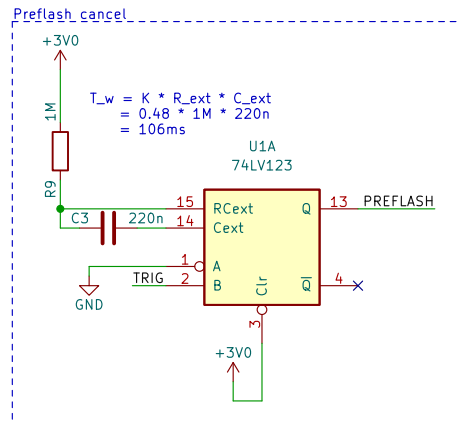 Preflash cancel
+3V0
T_w = K * R_ext * C_ext
= 0.48 * 1M * 220n
= 106ms
1M
R9
U1A
74LV123
15 RCext Q 13 PREFLASH
C3 220n 14 Cext
1 A
TRIG 2 B Clr Q 4
GND
3
+3V0